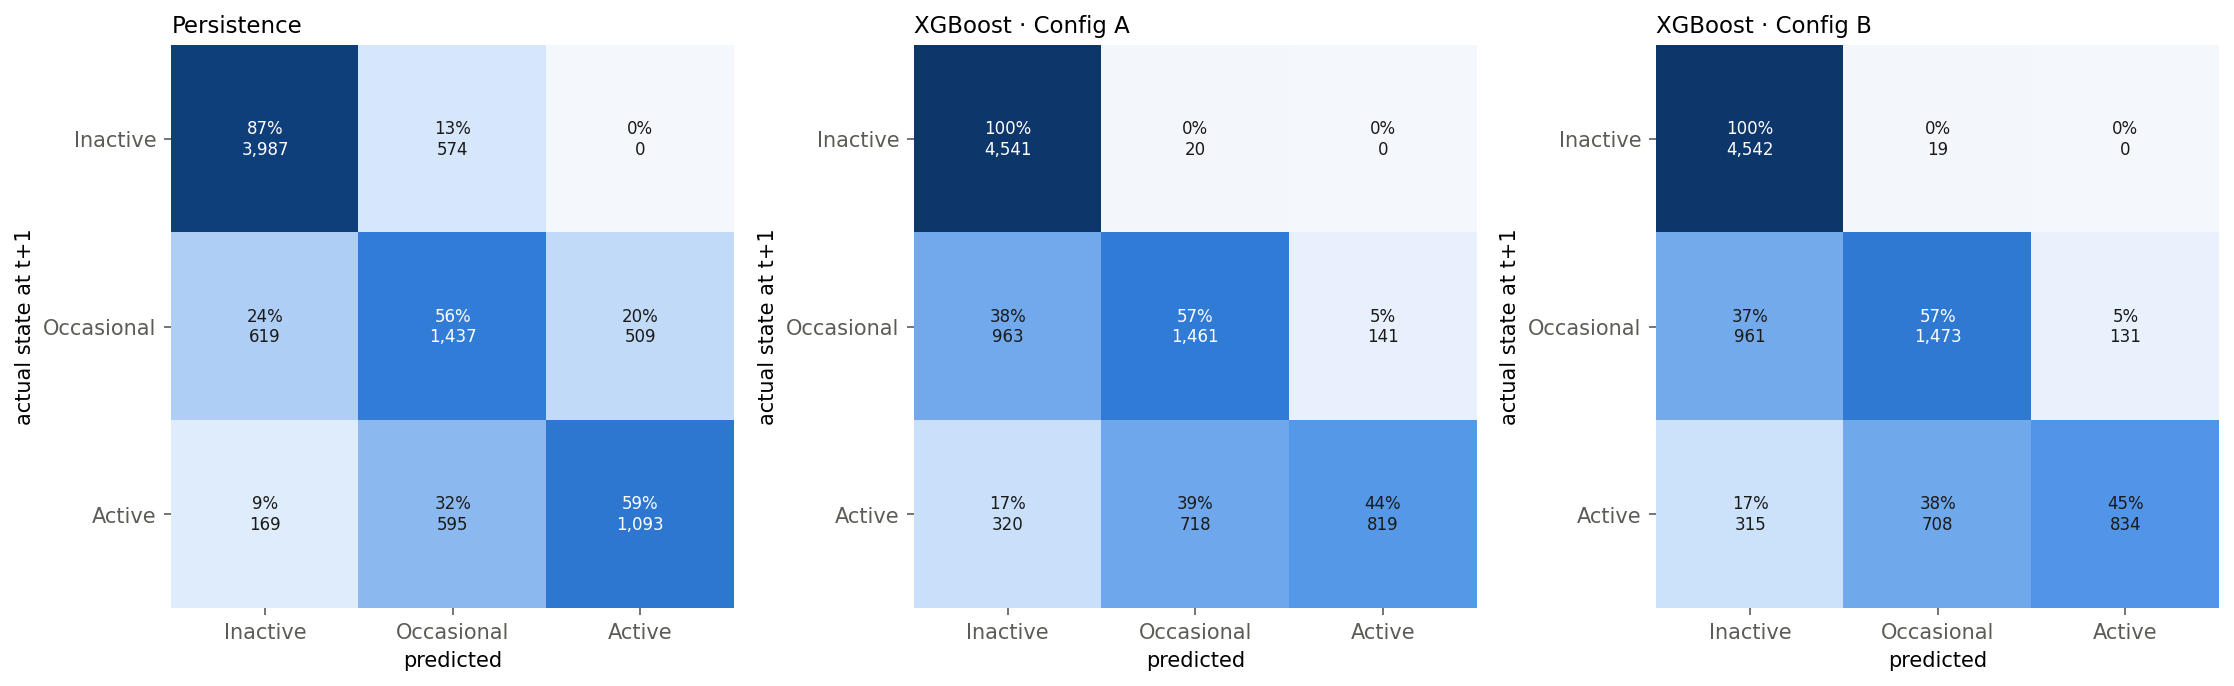 Persistence
actual state at t+1
Inactive
87%
3,987
13%
574
0%
0
Occasional
24%
619
56%
1,437
20%
509
Active
9%
169
32%
595
59%
1,093
Inactive
Occasional
Active
predicted
XGBoost · Config A
actual state at t+1
Inactive
100%
4,541
0%
20
0%
0
Occasional
38%
963
57%
1,461
5%
141
Active
17%
320
39%
718
44%
819
Inactive
Occasional
Active
predicted
XGBoost · Config B
actual state at t+1
Inactive
100%
4,542
0%
19
0%
0
Occasional
37%
961
57%
1,473
5%
131
Active
17%
315
38%
708
45%
834
Inactive
Occasional
Active
predicted